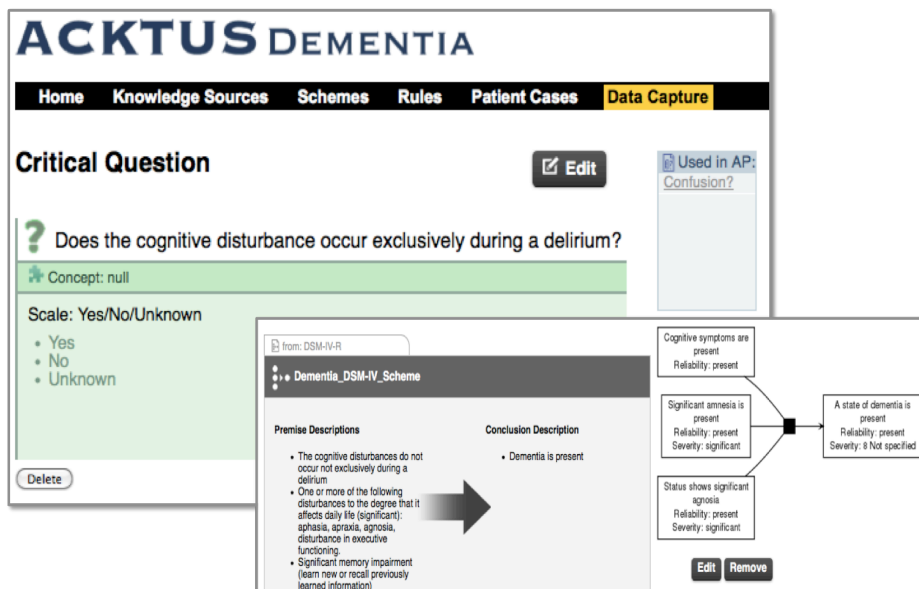 ACKTUS DEMENTIA
Home Knowledge Sources Schemes Rules Patient Cases Data Capture
Critical Question
Edit
Used in AP:
Confusion?
? Does the cognitive disturbance occur exclusively during a delirium?
Concept: null
Scale: Yes/No/Unknown
• Yes
• No
• Unknown
Delete
from: DSM-IV-R
Dementia_DSM-IV_Scheme
Premise Descriptions
• The cognitive disturbances do not
occur not exclusively during a
delirium
• One or more of the following
disturbances to the degree that it
affects daily life (significant):
aphasia, apraxia, agnosia,
disturbance in executive
functioning.
• Significant memory impairment
(learn new or recall previously
learned information)
Conclusion Description
• Dementia is present
Cognitive symptoms are
present
Reliability: present
Significant amnesia is
present
Reliability: present
Severity: significant
Status shows significant
agnosia
Reliability: present
Severity: significant
A state of dementia is
present
Reliability: present
Severity: 8 Not specified
Edit Remove